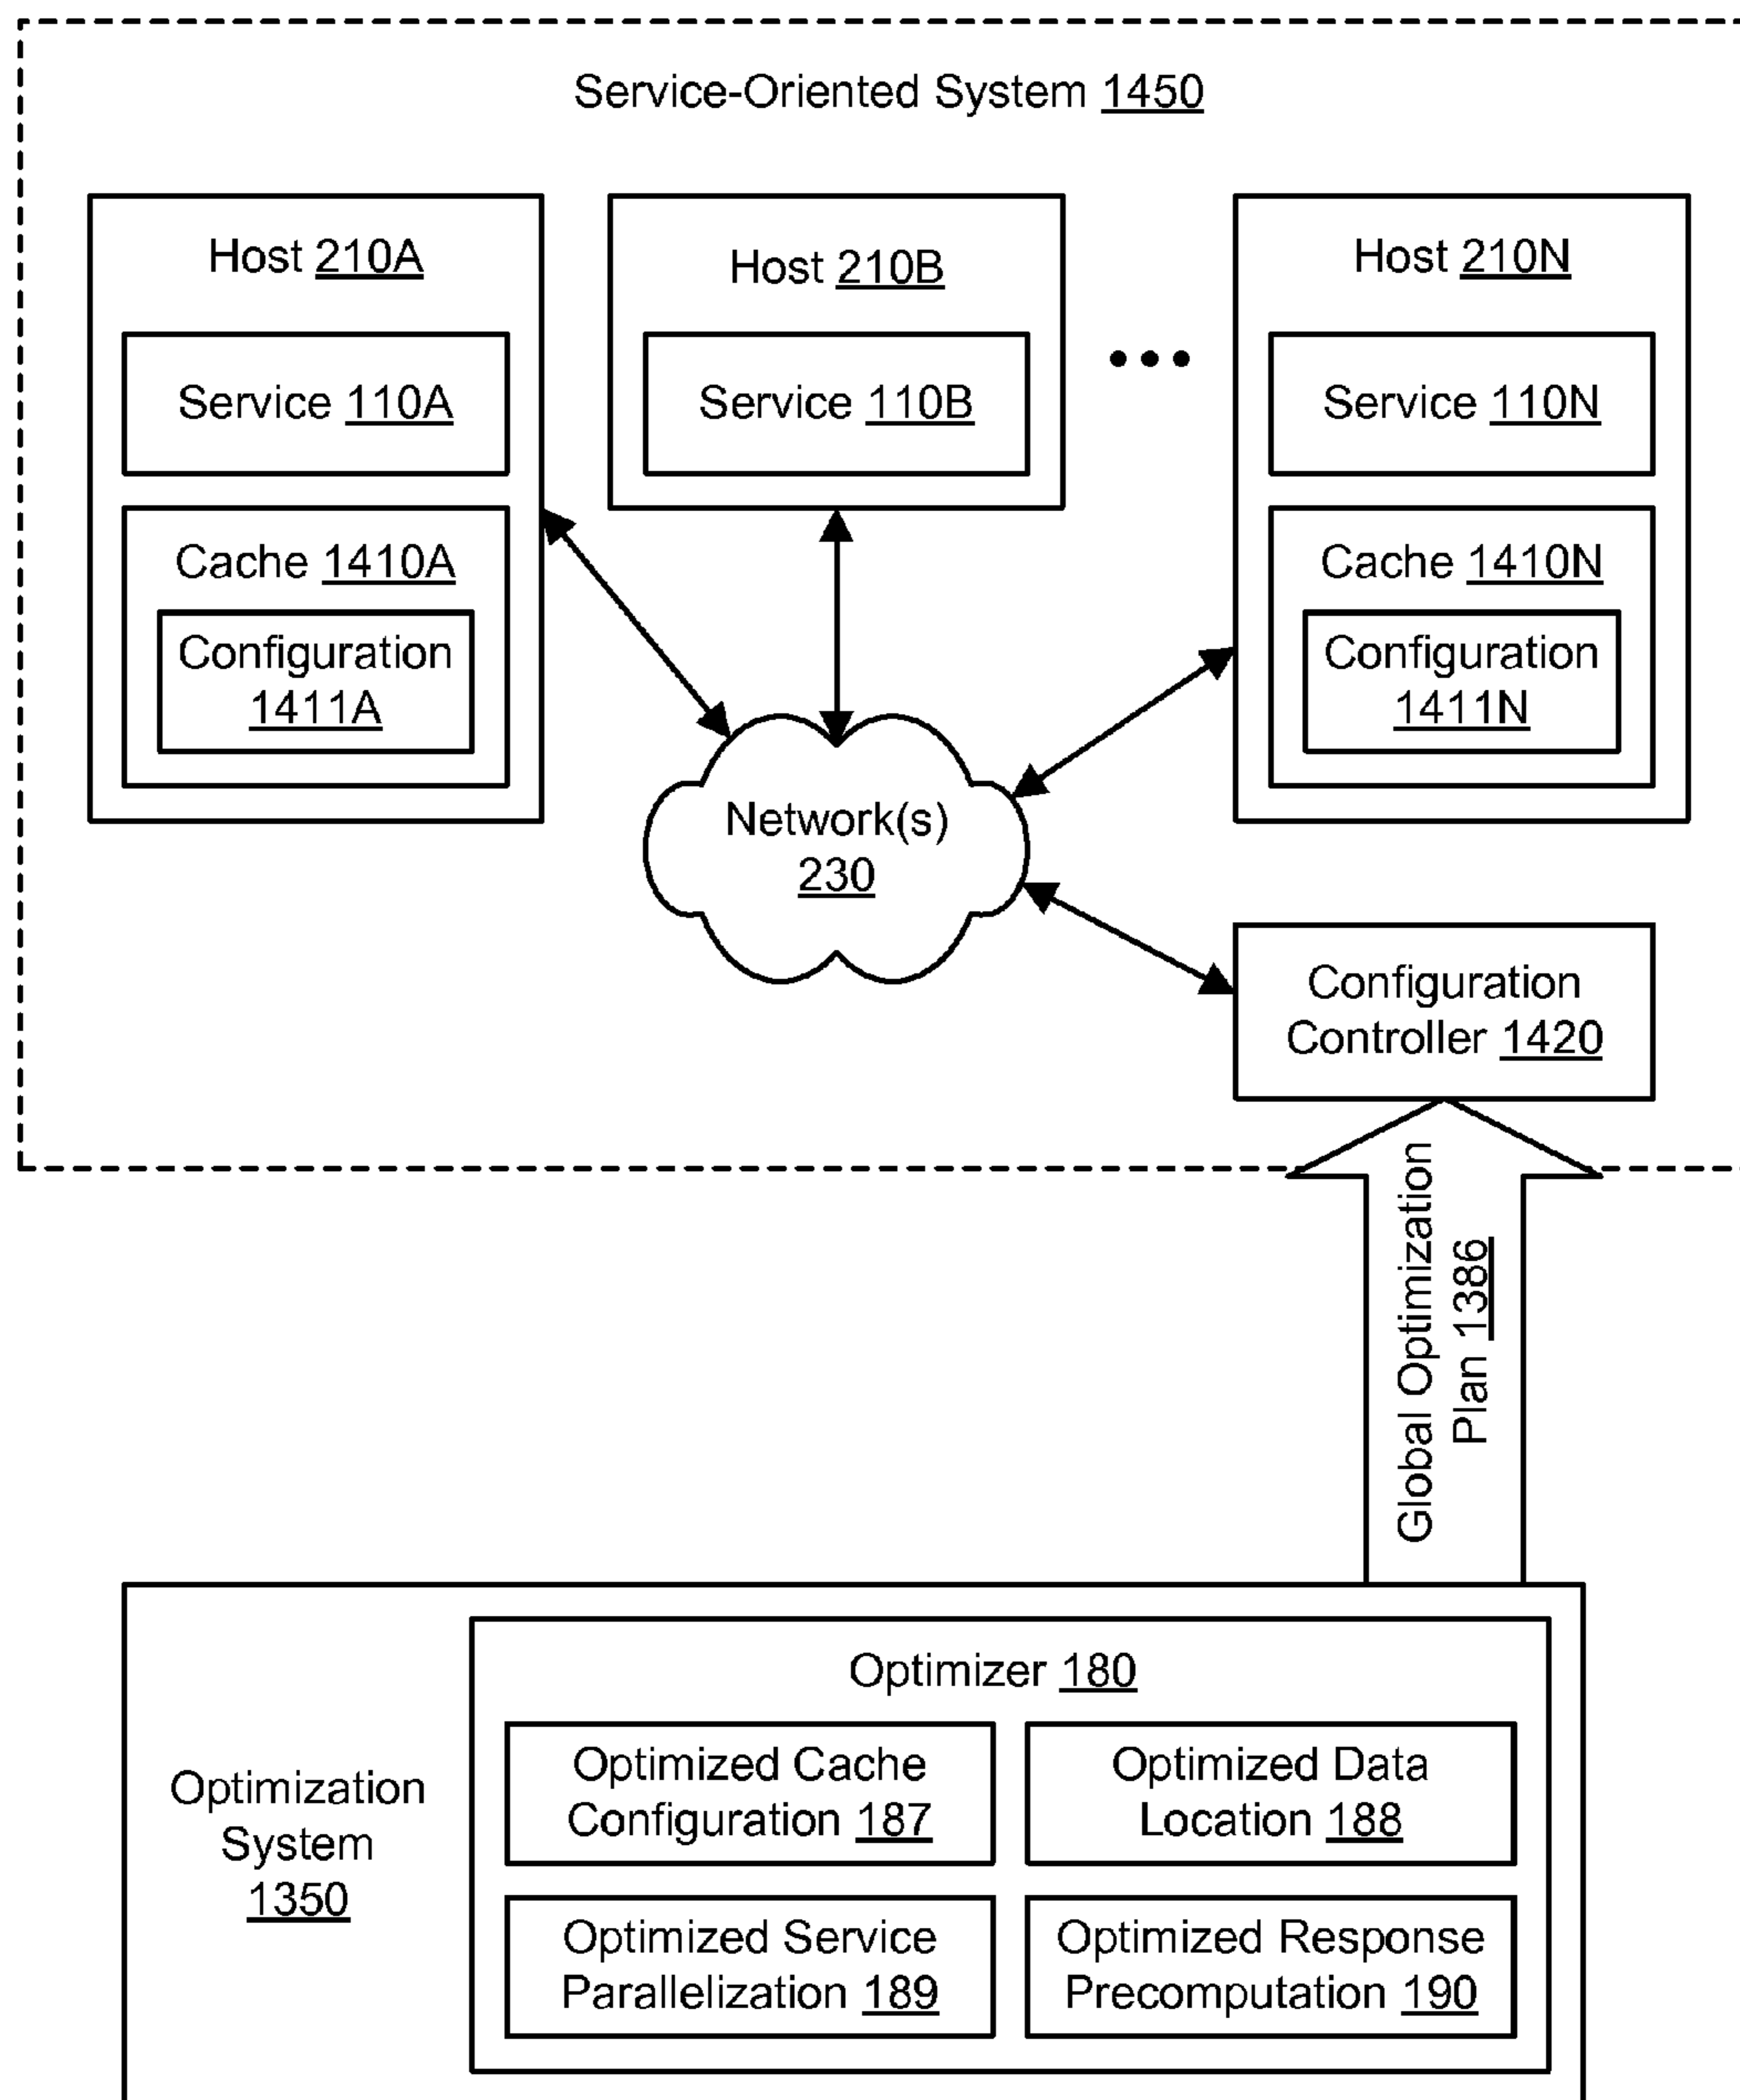 Service-Oriented System 1450
Host 210A
Service 110A
Cache 1410A
Configuration
1411A
Host 210B
Service 110B
Host 210N
Service 110N
Cache 1410N
Configuration
1411N
Network(s)
230
Configuration
Controller 1420
Global Optimization
Plan 1386
Optimization
System
1350
Optimizer 180
Optimized Cache
Configuration 187
Optimized Data
Location 188
Optimized Service
Parallelization 189
Optimized Response
Precomputation 190